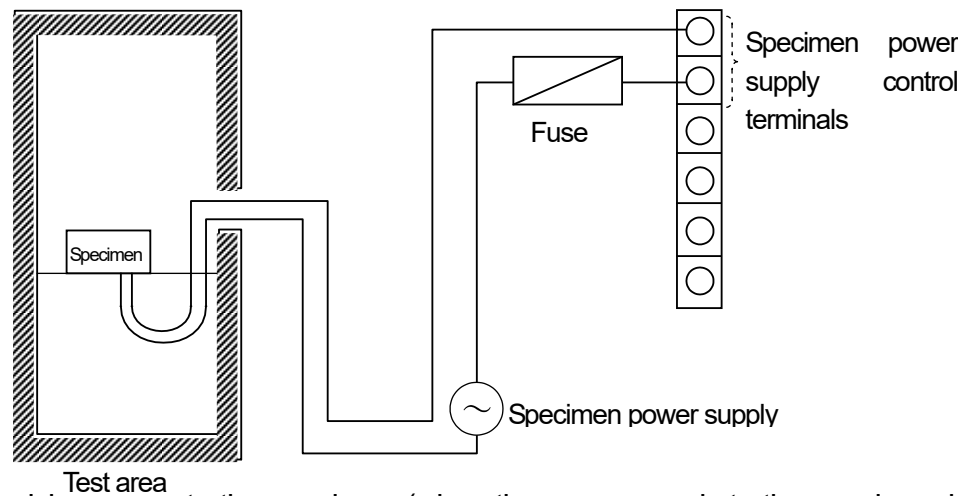 Specimen power
supply control
terminals
Fuse
Specimen
Specimen power supply
Test area